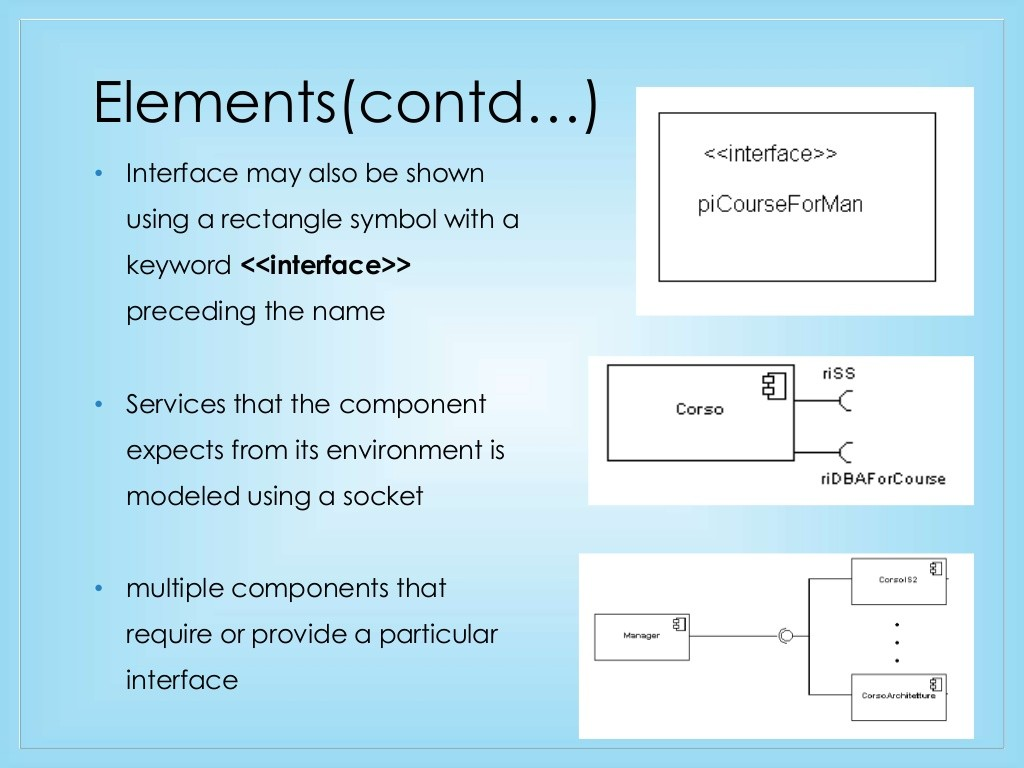 Elements(contd...)
• Interface may also be shown
using a rectangle symbol with a
keyword <<interface>>
preceding the name
• Services that the component
expects from its environment is
modeled using a socket
• multiple components that
require or provide a particular
interface
<<interface>>
piCourseForMan
riSS
Corso
riDBAForCourse
CorsoIS2
Manager
CorsoArchitetture